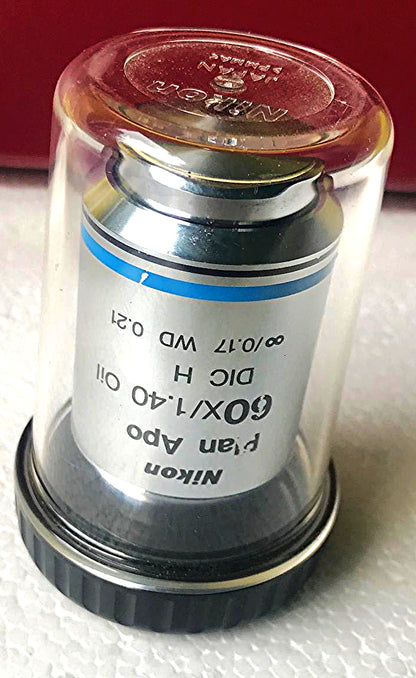 Nikon
Plan Apo
60X/1.40 Oil
DIC H
∞/0.17 WD 0.21
Nikon
JAPAN